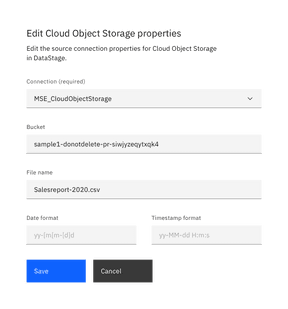 Edit Cloud Object Storage properties
Edit the source connection properties for Cloud Object Storage
in DataStage.
Connection (required)
MSE_CloudObjectStorage
Bucket
sample1-donotdelete-pr-siwjyzeqytxqk4
File name
Salesreport-2020.csv
Date format
Timestamp format
yy-[m]m-[d]d
yy-MM-dd H:m:s
Save
Cancel